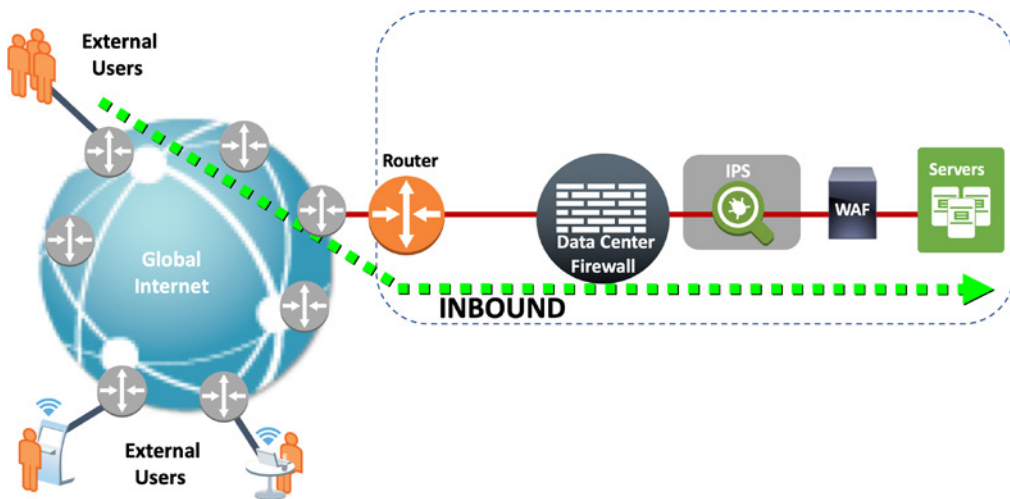 External
Users
Router
IPS
Servers
WAF
Data Center
Firewall
Global
Internet
INBOUND
External
Users